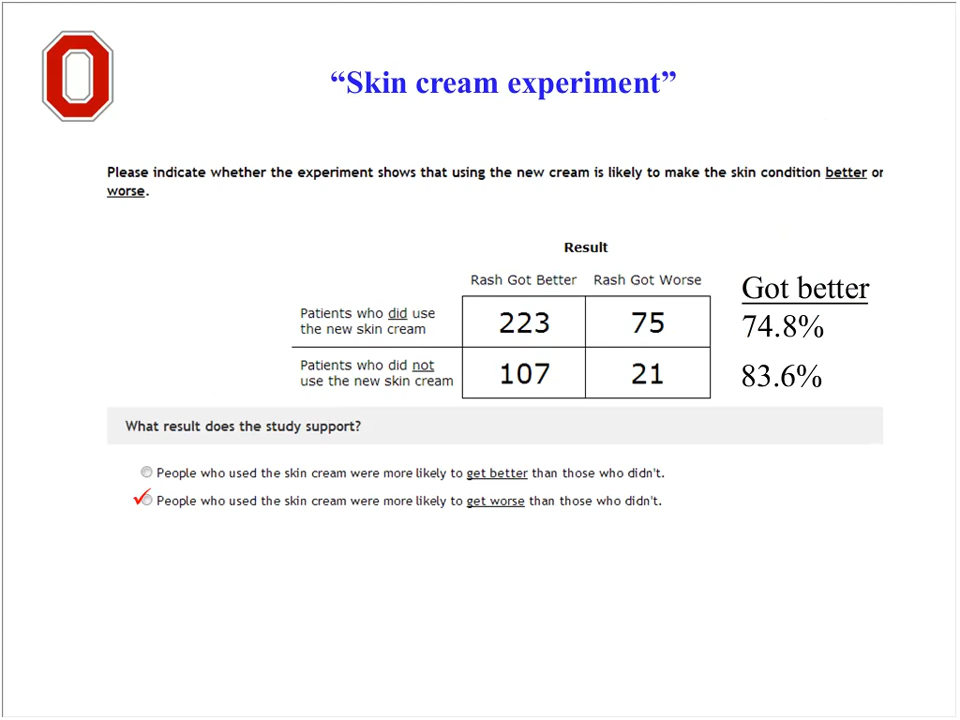 “Skin cream experiment”
Please indicate whether the experiment shows that using the new cream is likely to make the skin condition better or
worse.
Result
Rash Got Better Rash Got Worse
Got better
Patients who did use
the new skin cream
223 75
74.8%
Patients who did not
use the new skin cream
107 21
83.6%
What result does the study support?
People who used the skin cream were more likely to get better than those who didn't.
People who used the skin cream were more likely to get worse than those who didn't.